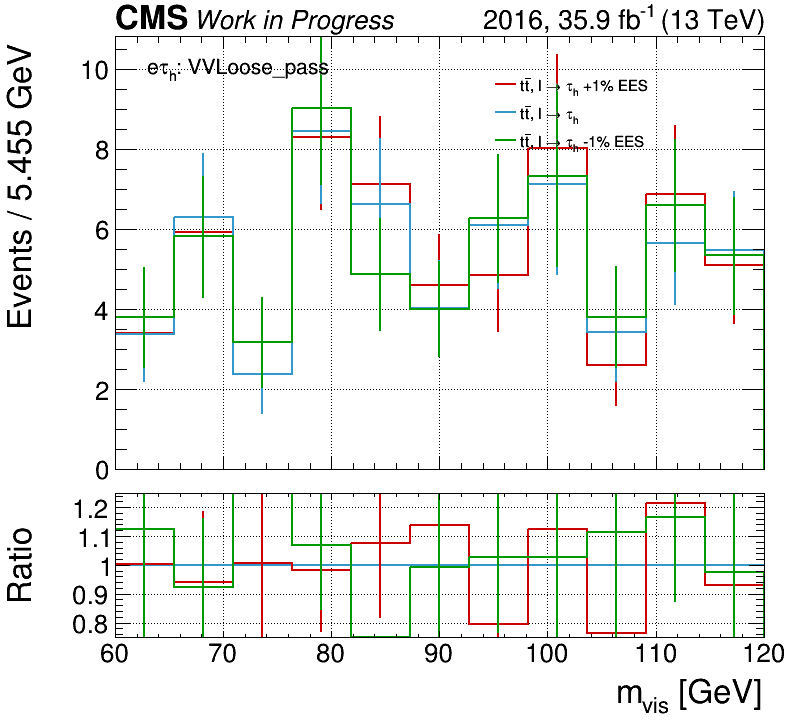 CMS Work in Progress 2016, 35.9 fb⁻¹ (13 TeV)
eτₕ: VVLoose_pass
tt̄, l → τₕ +1% EES
tt̄, l → τₕ
tt̄, l → τₕ -1% EES
Events / 5.455 GeV
10
8
6
4
2
0
Ratio
1.2
1.1
1
0.9
0.8
60 70 80 90 100 110 120
m_vis [GeV]